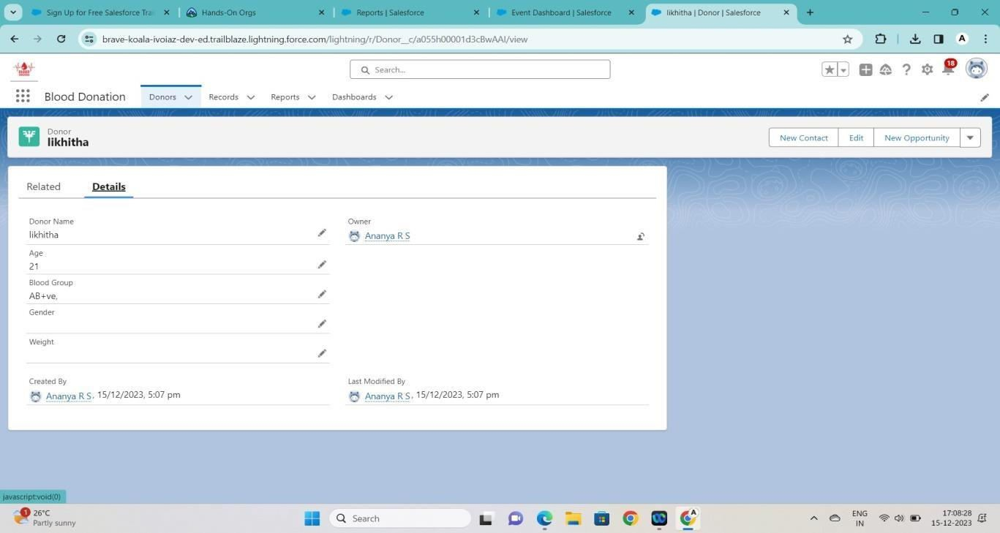 Sign Up for Free Salesforce Trai
Hands-On Orgs
Reports | Salesforce
Event Dashboard | Salesforce
likhitha | Donor | Salesforce
brave-koala-ivoiaz-dev-ed.trailblaze.lightning.force.com/lightning/r/Donor__c/a055h00001d3cBwAAI/view
A
BLOOD
Search...
18
Blood Donation
Donors
Records
Reports
Dashboards
Donor
likhitha
New Contact
Edit
New Opportunity
Related
Details
Donor Name
likhitha
Owner
Ananya R S
Age
21
Blood Group
AB+ve,
Gender
Weight
Created By
Ananya R S, 15/12/2023, 5:07 pm
Last Modified By
Ananya R S, 15/12/2023, 5:07 pm
javascript:void(0)
1
26°C
Partly sunny
Search
A
ENG
IN
17:08:28
15-12-2023